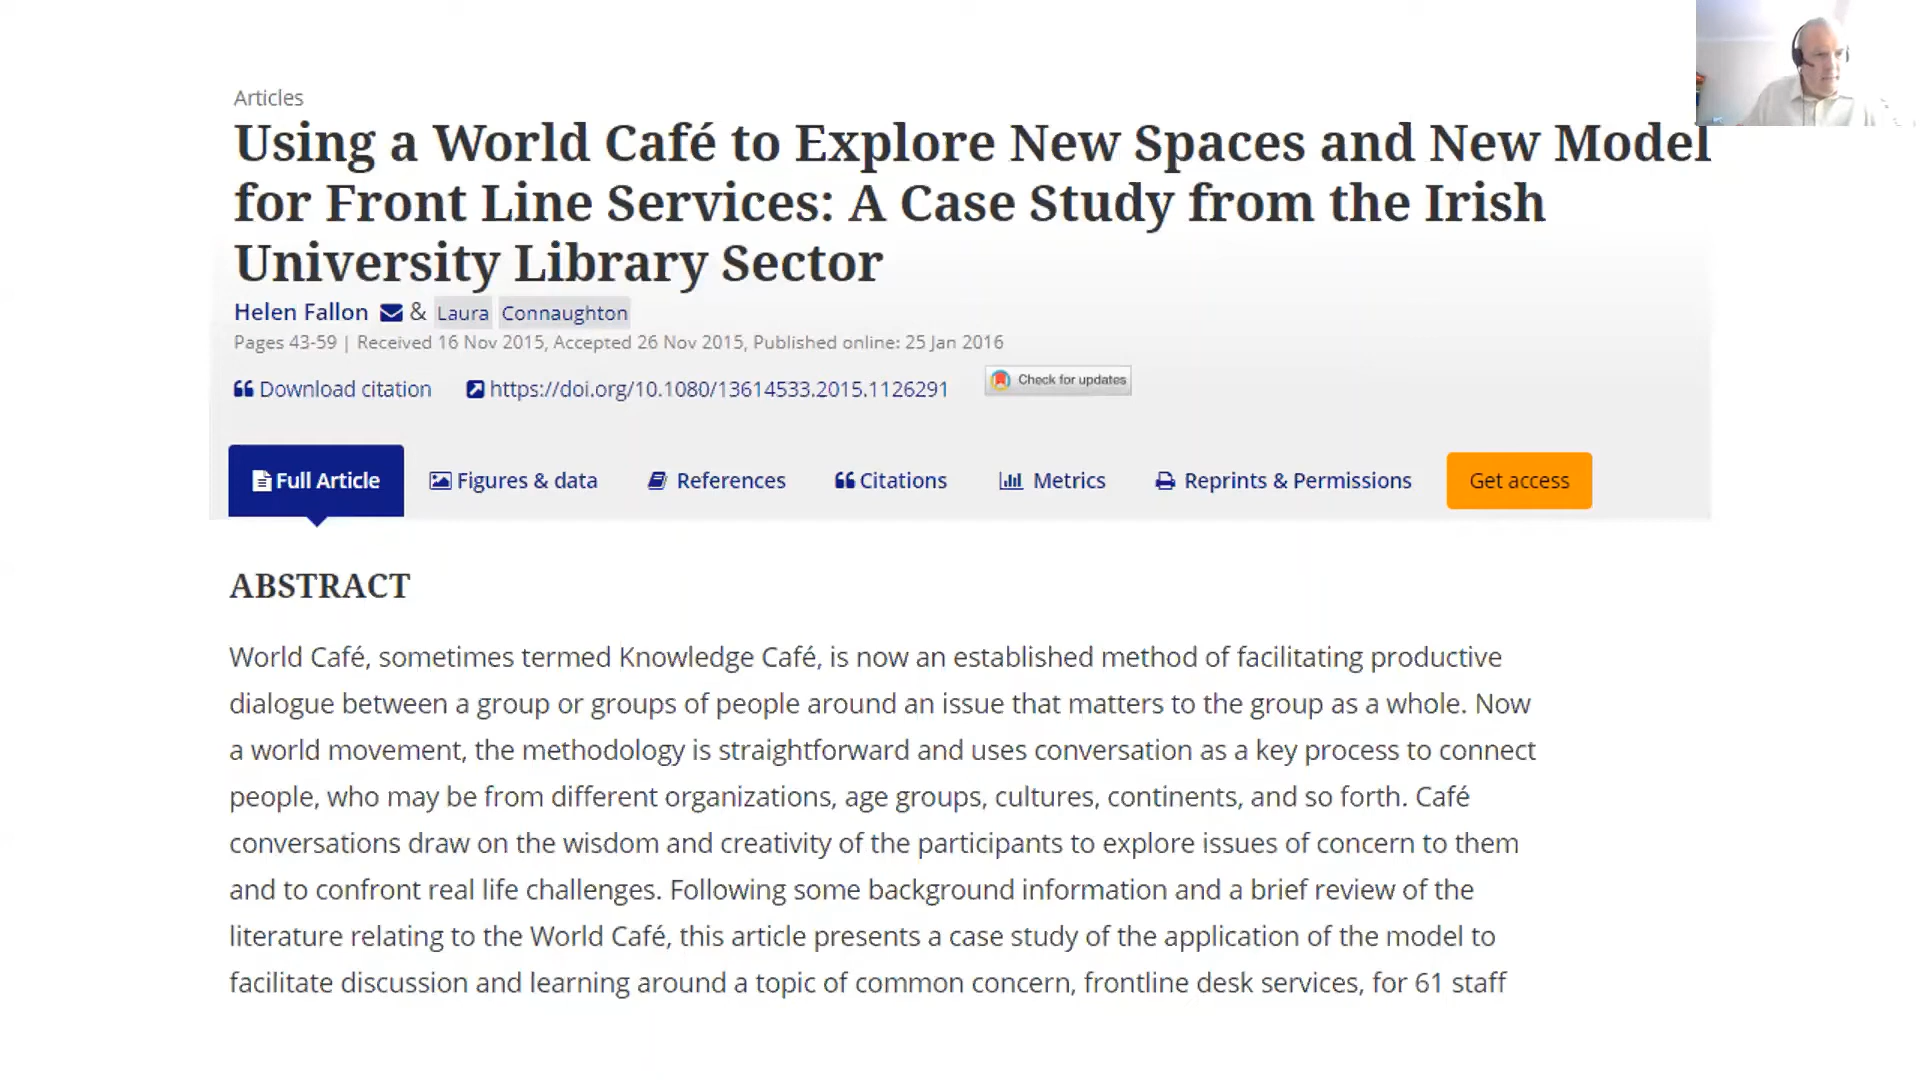 Articles
Using a World Café to Explore New Spaces and New Model
for Front Line Services: A Case Study from the Irish
University Library Sector
Helen Fallon & Laura Connaughton
Pages 43-59 | Received 16 Nov 2015, Accepted 26 Nov 2015, Published online: 25 Jan 2016
Download citation https://doi.org/10.1080/13614533.2015.1126291 Check for updates
Full Article Figures & data References Citations Metrics Reprints & Permissions Get access
ABSTRACT
World Café, sometimes termed Knowledge Café, is now an established method of facilitating productive
dialogue between a group or groups of people around an issue that matters to the group as a whole. Now
a world movement, the methodology is straightforward and uses conversation as a key process to connect
people, who may be from different organizations, age groups, cultures, continents, and so forth. Café
conversations draw on the wisdom and creativity of the participants to explore issues of concern to them
and to confront real life challenges. Following some background information and a brief review of the
literature relating to the World Café, this article presents a case study of the application of the model to
facilitate discussion and learning around a topic of common concern, frontline desk services, for 61 staff